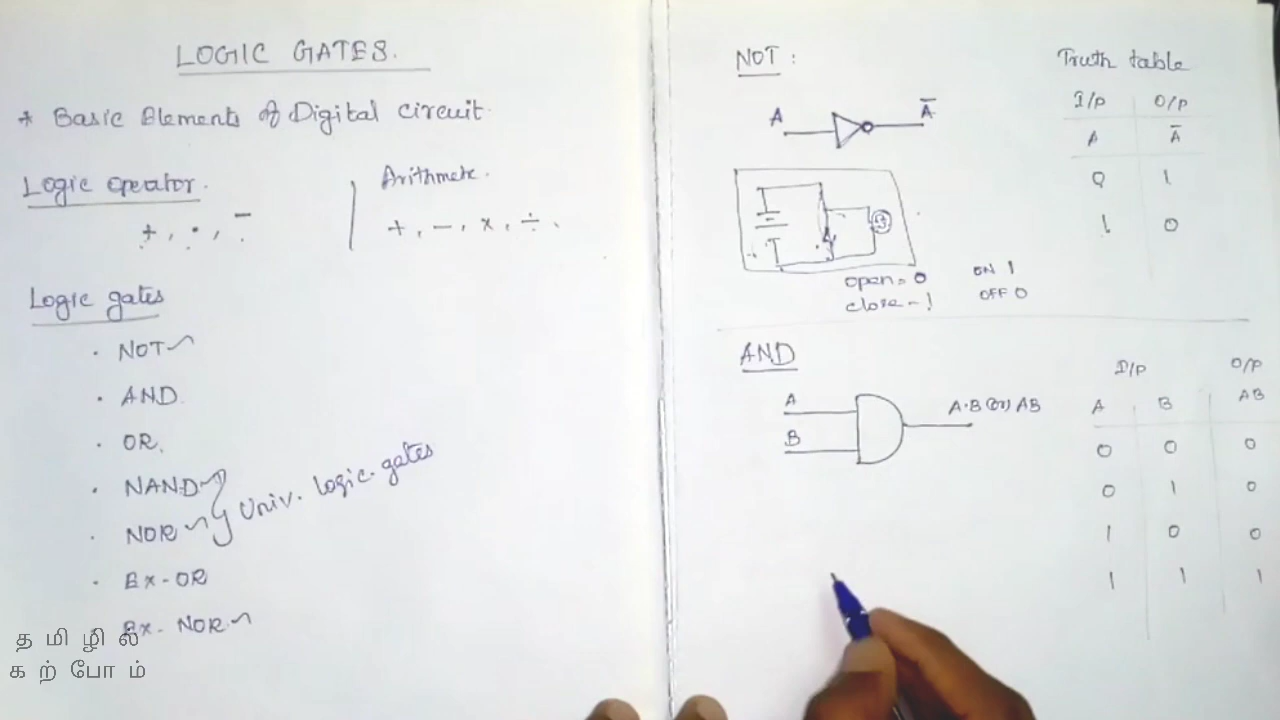 LOGIC GATES.
* Basic Elements of Digital circuit.
Logic operator.
+ , • , –
Arithmetic.
+ , – , × , ÷ ,
Logic gates
• NOT
• AND
• OR.
• NAND
• NOR
Univ. logic gates
• Ex-OR
Ex- NOR
தமிழில்
கற்போம்
NOT :
A A̅
open = 0
close - 1
ON 1
OFF 0
Truth table
I/P O/P
A A̅
0 1
1 0
AND
A
B
A·B (or) AB
I/P O/P
A B AB
0 0 0
0 1 0
1 0 0
1 1 1